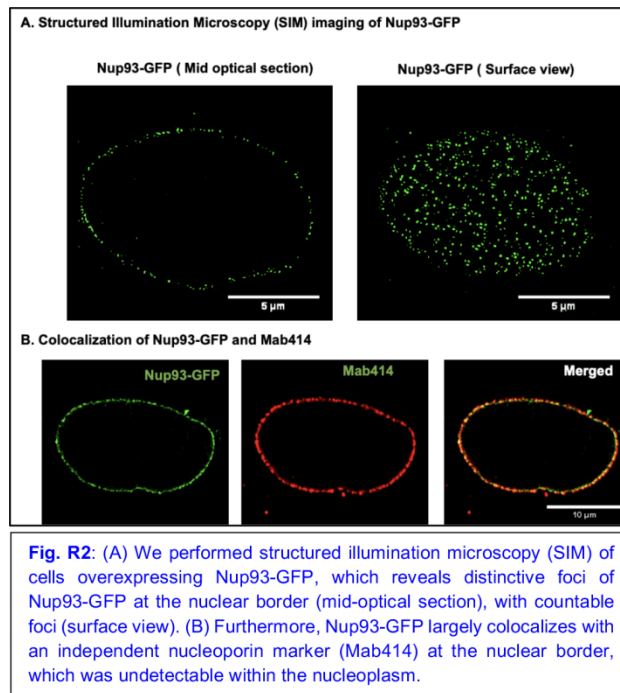 A. Structured Illumination Microscopy (SIM) imaging of Nup93-GFP
Nup93-GFP ( Mid optical section)
Nup93-GFP ( Surface view)
5 μm
5 μm
B. Colocalization of Nup93-GFP and Mab414
Nup93-GFP
Mab414
Merged
10 μm
Fig. R2: (A) We performed structured illumination microscopy (SIM) of
cells overexpressing Nup93-GFP, which reveals distinctive foci of
Nup93-GFP at the nuclear border (mid-optical section), with countable
foci (surface view). (B) Furthermore, Nup93-GFP largely colocalizes with
an independent nucleoporin marker (Mab414) at the nuclear border,
which was undetectable within the nucleoplasm.